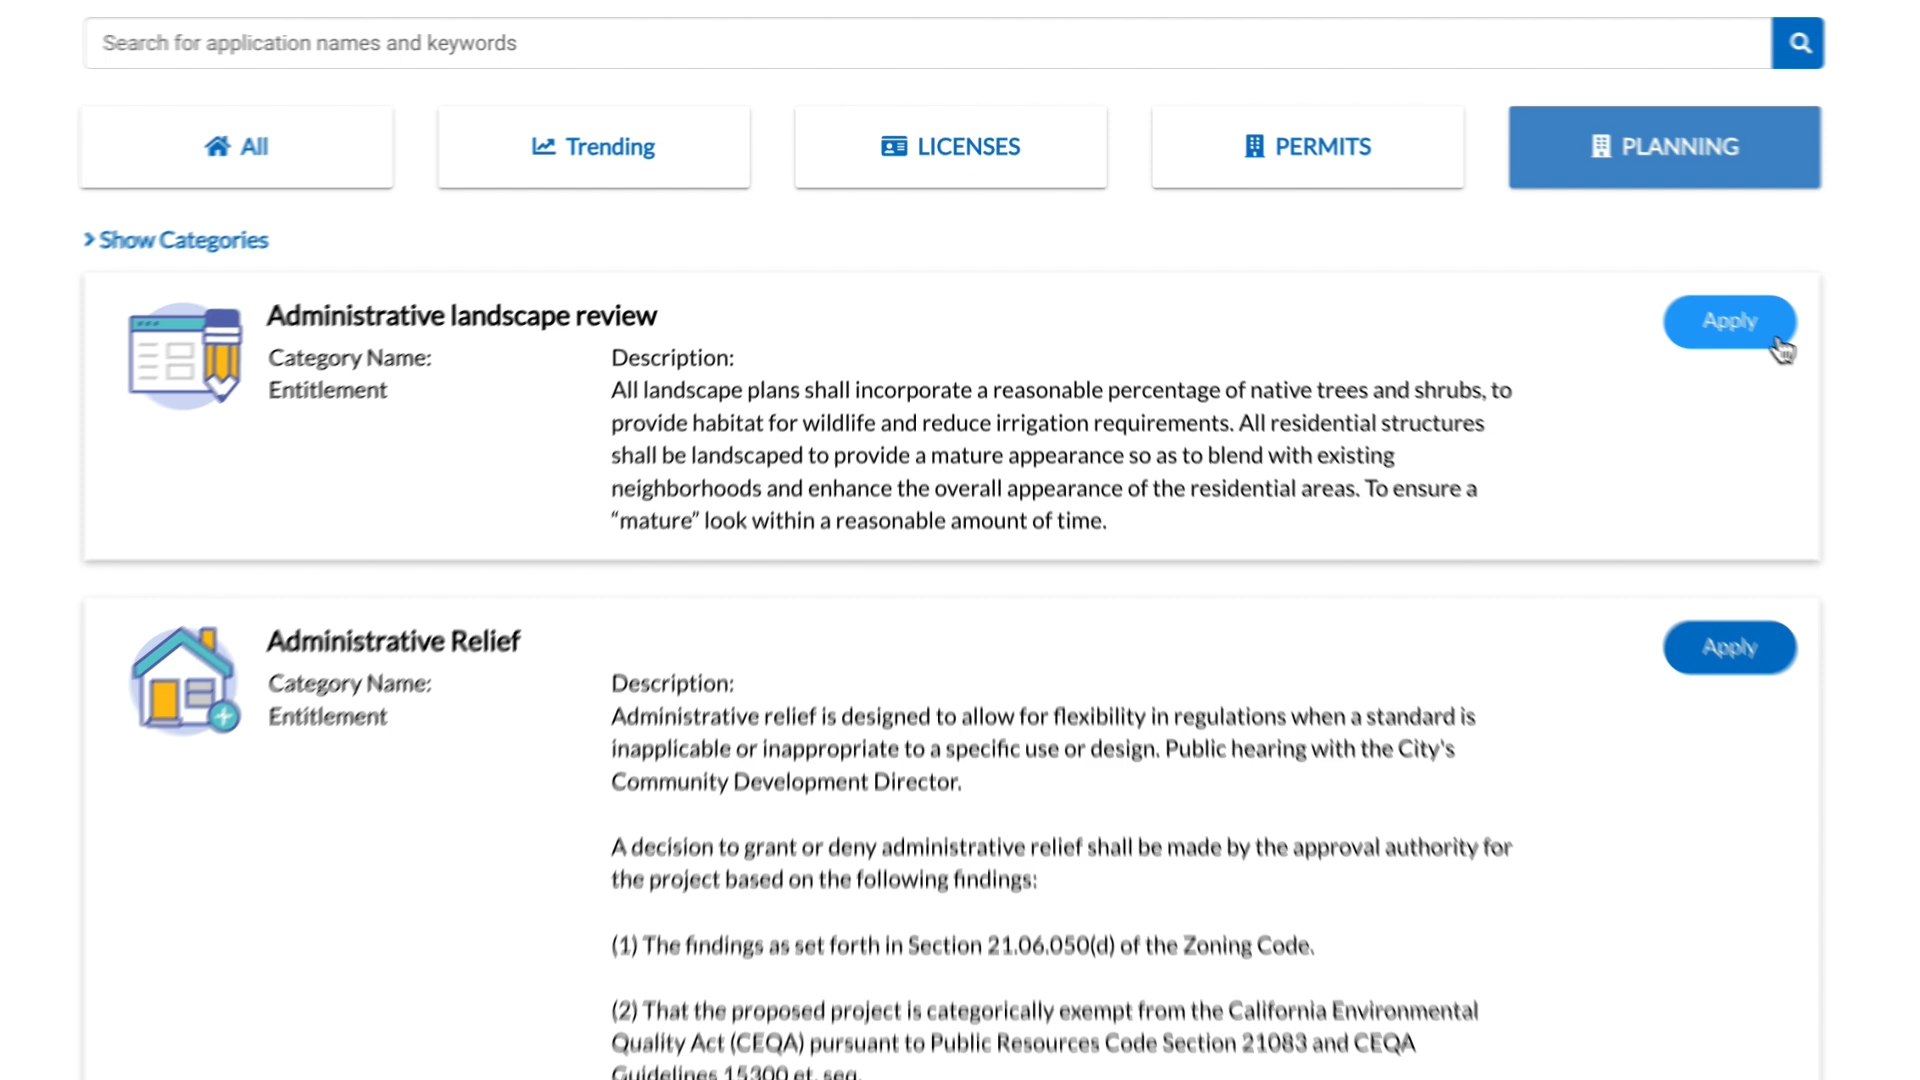 Search for application names and keywords
All
Trending
LICENSES
PERMITS
PLANNING
Show Categories
Administrative landscape review
Apply
Category Name:
Entitlement
Description:
All landscape plans shall incorporate a reasonable percentage of native trees and shrubs, to
provide habitat for wildlife and reduce irrigation requirements. All residential structures
shall be landscaped to provide a mature appearance so as to blend with existing
neighborhoods and enhance the overall appearance of the residential areas. To ensure a
“mature” look within a reasonable amount of time.
Administrative Relief
Apply
Category Name:
Entitlement
Description:
Administrative relief is designed to allow for flexibility in regulations when a standard is
inapplicable or inappropriate to a specific use or design. Public hearing with the City's
Community Development Director.
A decision to grant or deny administrative relief shall be made by the approval authority for
the project based on the following findings:
(1) The findings as set forth in Section 21.06.050(d) of the Zoning Code.
(2) That the proposed project is categorically exempt from the California Environmental
Quality Act (CEQA) pursuant to Public Resources Code Section 21083 and CEQA
Guidelines 15300 et. seq.